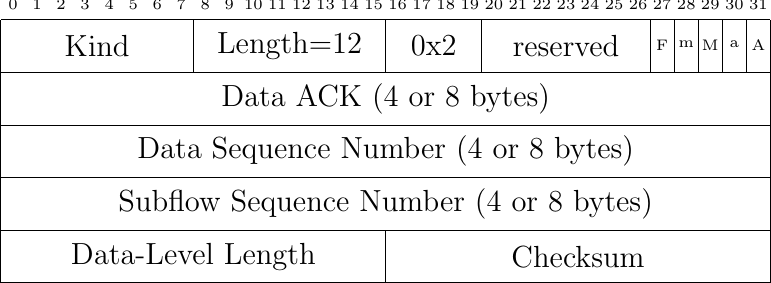 0 1 2 3 4 5 6 7 8 9 10 11 12 13 14 15 16 17 18 19 20 21 22 23 24 25 26 27 28 29 30 31
Kind Length=12 0x2 reserved F m M a A
Data ACK (4 or 8 bytes)
Data Sequence Number (4 or 8 bytes)
Subflow Sequence Number (4 or 8 bytes)
Data-Level Length Checksum